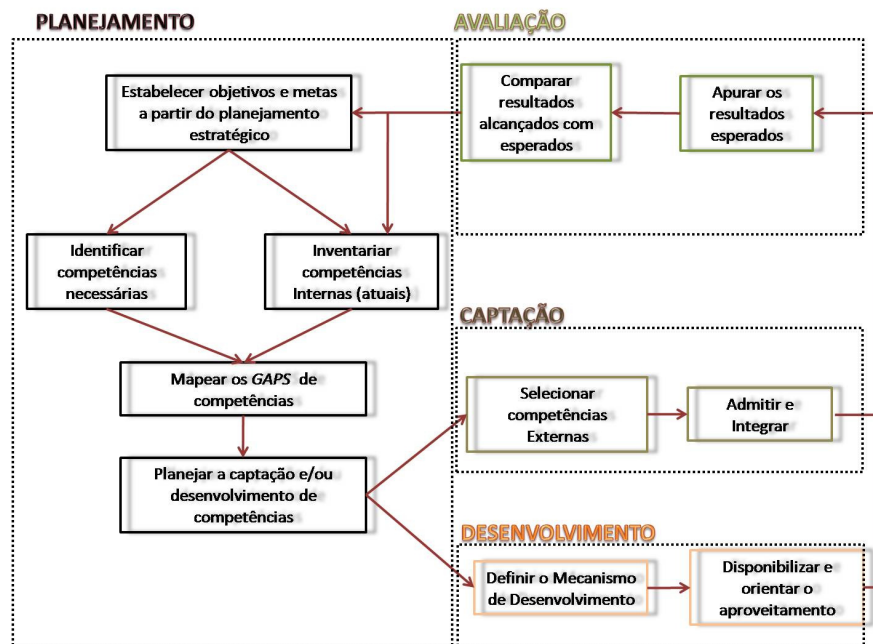 PLANEJAMENTO
Estabelecer objetivos e metas
a partir do planejamento
estratégico
Identificar
competências
necessárias
Inventariar
competências
Internas (atuais)
Mapear os GAPS de
competências
Planejar a captação e/ou
desenvolvimento de
competências
AVALIAÇÃO
Comparar
resultados
alcançados com
esperados
Apurar os
resultados
esperados
CAPTAÇÃO
Selecionar
competências
Externas
Admitir e
Integrar
DESENVOLVIMENTO
Definir o Mecanismo
de Desenvolvimento
Disponibilizar e
orientar o
aproveitamento